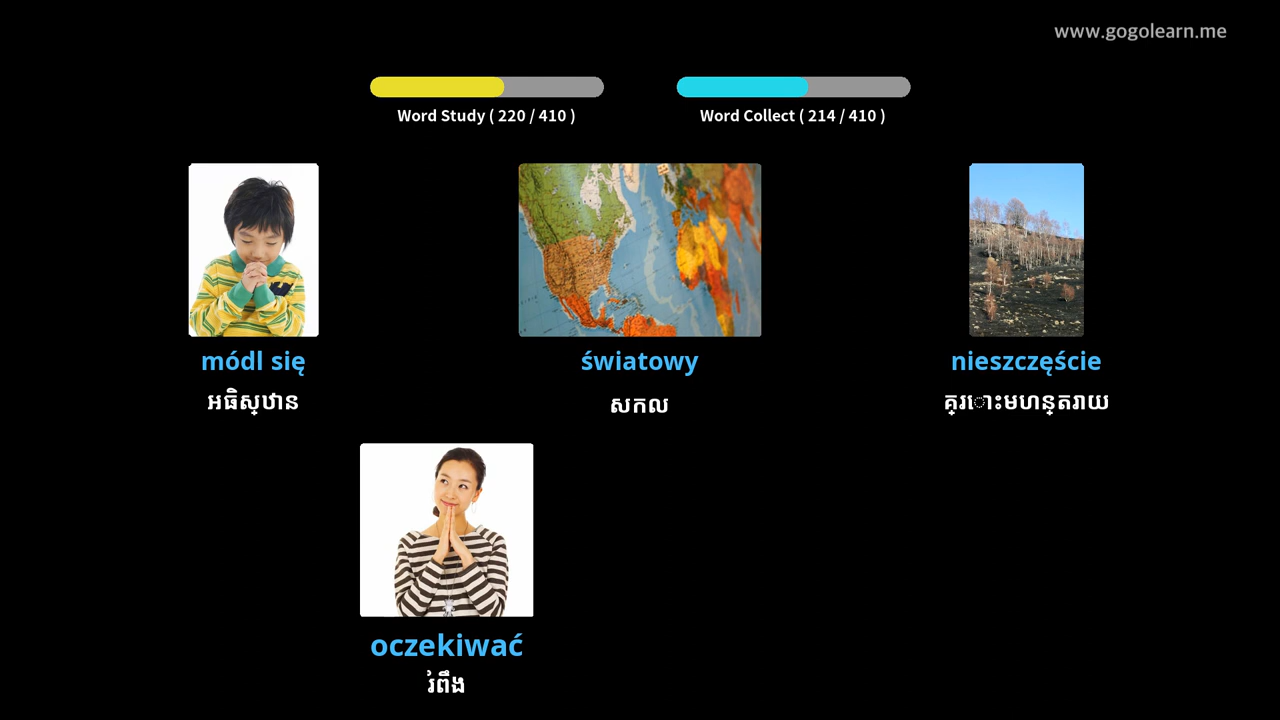 www.gogolearn.me
Word Study ( 220 / 410 )
Word Collect ( 214 / 410 )
módl się
światowy
nieszczęście
អធិស្ឋាន
សកល
គ្រោះមហន្តរាយ
oczekiwać
រំពឹង